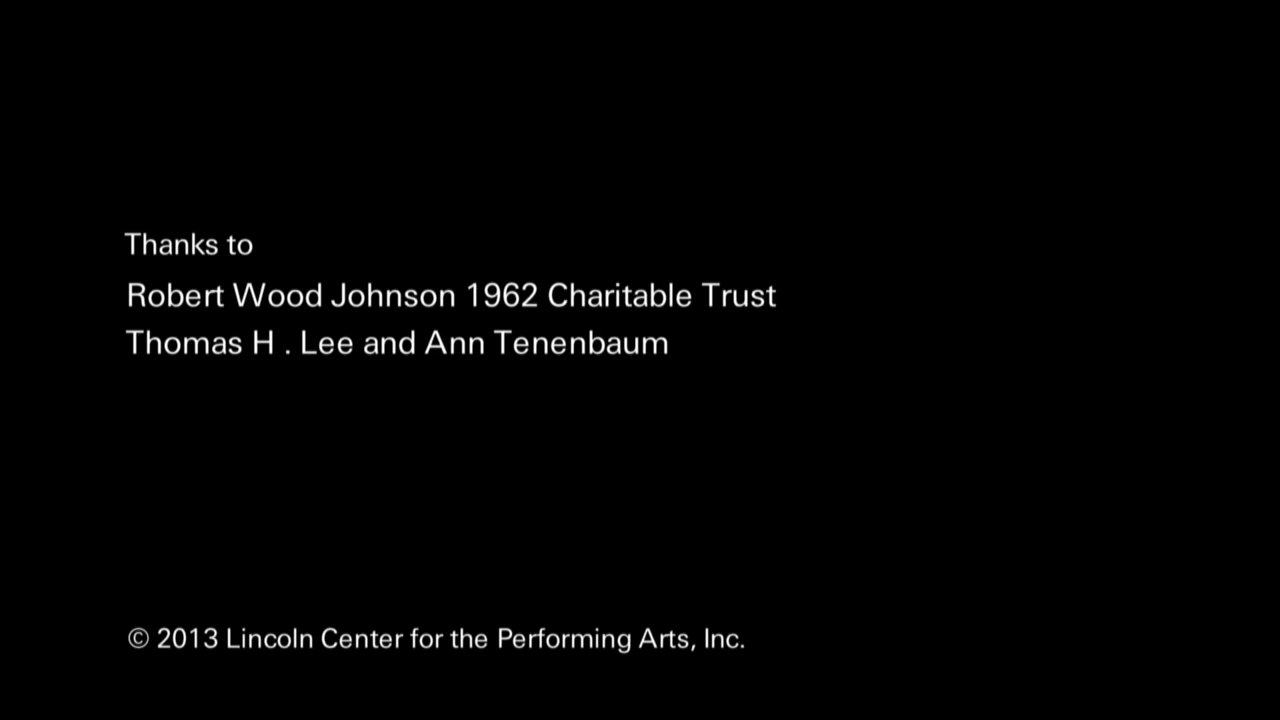 Thanks to
Robert Wood Johnson 1962 Charitable Trust
Thomas H . Lee and Ann Tenenbaum
© 2013 Lincoln Center for the Performing Arts, Inc.